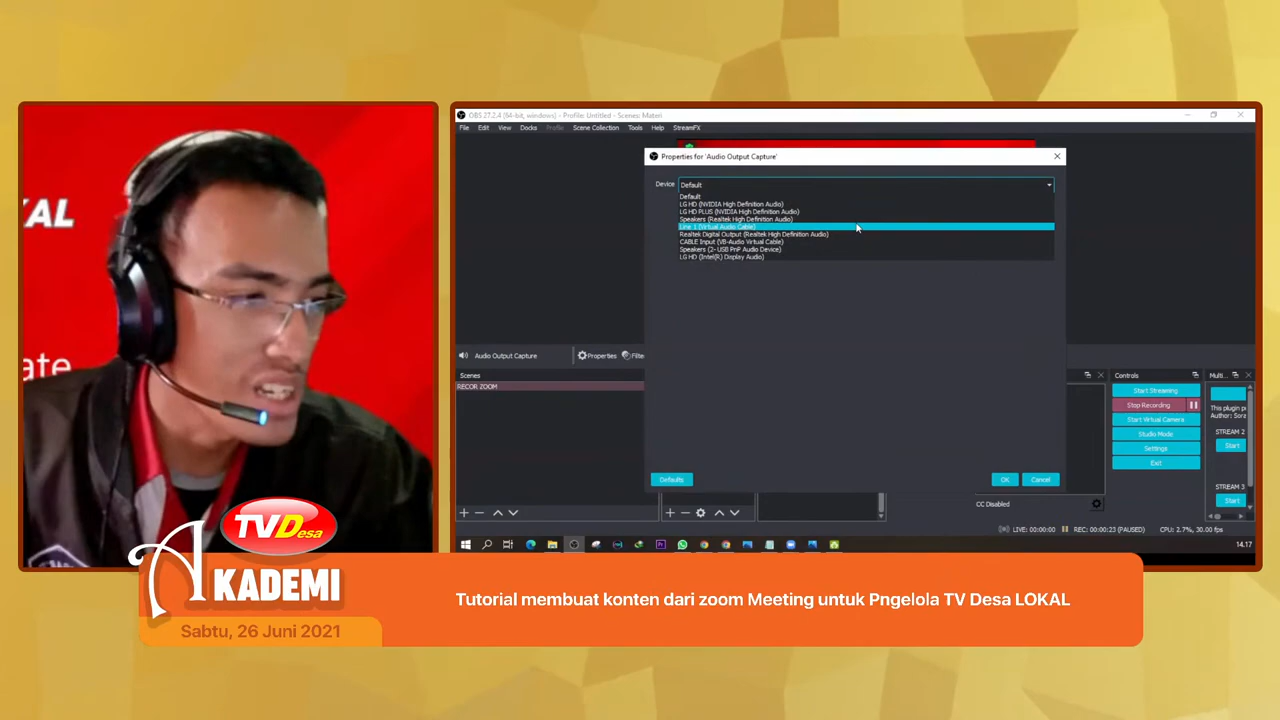 KAL
ate
OBS 27.2.4 (64-bit, windows) - Profile: Untitled - Scenes: Materi
File Edit View Docks Profile Scene Collection Tools Help StreamFX
Properties for 'Audio Output Capture'
Device Default
Default
LG HD (NVIDIA High Definition Audio)
LG HD PLUS (NVIDIA High Definition Audio)
Speakers (Realtek High Definition Audio)
Line 1 (Virtual Audio Cable)
Realtek Digital Output (Realtek High Definition Audio)
CABLE Input (VB-Audio Virtual Cable)
Speakers (2- USB PnP Audio Device)
LG HD (Intel(R) Display Audio)
Audio Output Capture Properties Filte
Scenes
RECOR ZOOM
Controls
Start Streaming
Stop Recording
Start Virtual Camera
Studio Mode
Settings
Exit
Multi...
This plugin p
Author: Sora
STREAM 2
Start
STREAM 3
Start
Defaults OK Cancel
CC Disabled
LIVE: 00:00:00 REC: 00:00:23 (PAUSED) CPU: 2.7%, 30.00 fps
14.17
TVDesa
AKADEMI
Sabtu, 26 Juni 2021
Tutorial membuat konten dari zoom Meeting untuk Pngelola TV Desa LOKAL